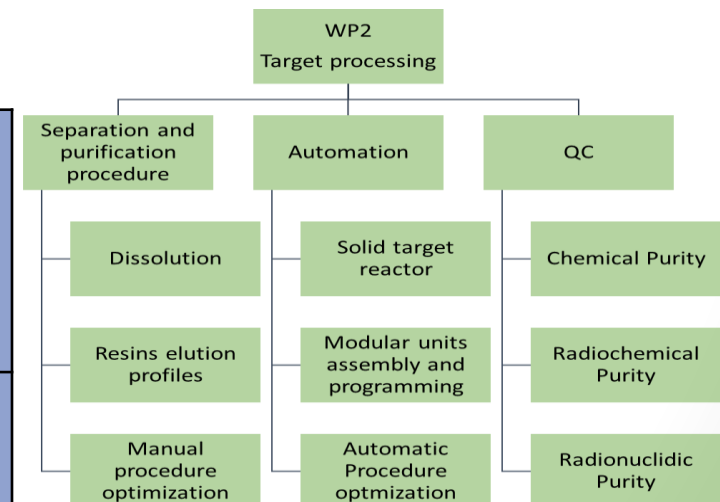 WP2
Target processing
Separation and
purification
procedure
Automation
QC
Dissolution
Solid target
reactor
Chemical Purity
Resins elution
profiles
Modular units
assembly and
programming
Radiochemical
Purity
Manual
procedure
optimization
Automatic
Procedure
optmization
Radionuclidic
Purity